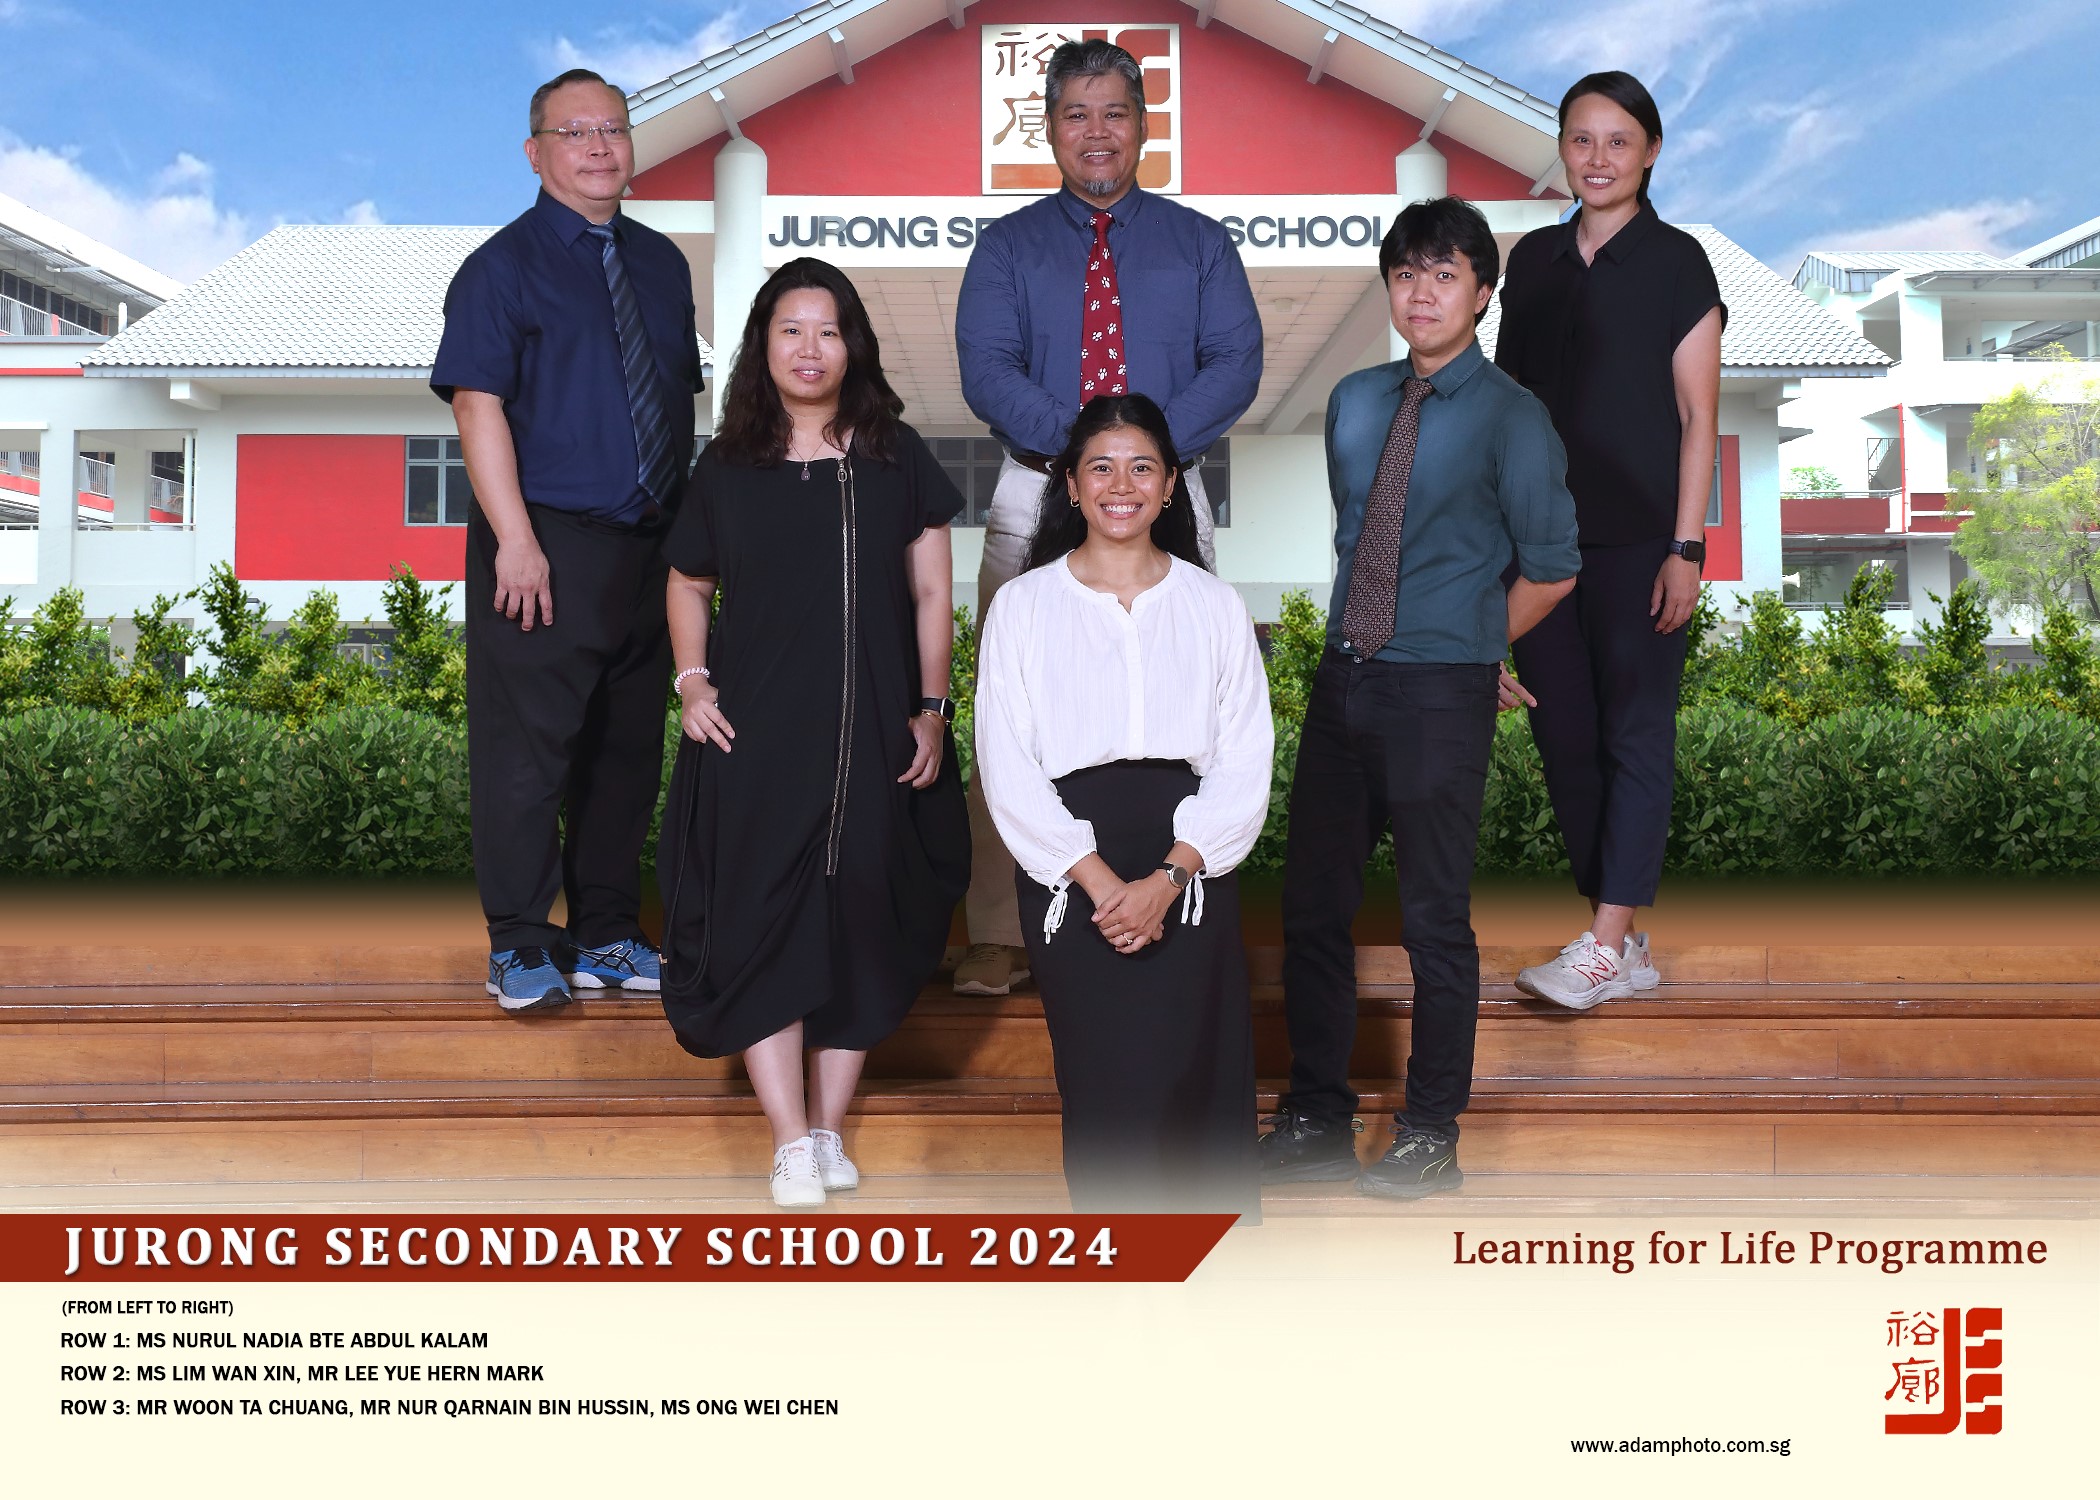 裕
廊
JURONG SE SCHOOL
JURONG SECONDARY SCHOOL 2024
Learning for Life Programme
(FROM LEFT TO RIGHT)
ROW 1: MS NURUL NADIA BTE ABDUL KALAM
ROW 2: MS LIM WAN XIN, MR LEE YUE HERN MARK
ROW 3: MR WOON TA CHUANG, MR NUR QARNAIN BIN HUSSIN, MS ONG WEI CHEN
裕
廊
www.adamphoto.com.sg